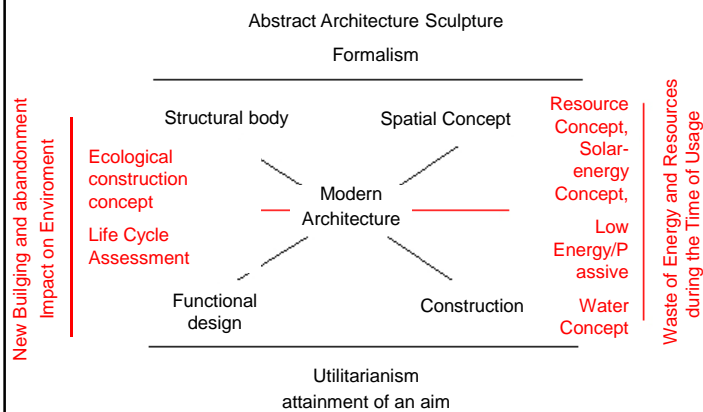 Abstract Architecture Sculpture
Formalism
New Builging and abandonment
Impact on Enviroment
Structural body
Spatial Concept
Ecological
construction
concept
Life Cycle
Assessment
Modern
Architecture
Resource
Concept,
Solar-
energy
Concept,
Low
Energy/P
assive
Water
Concept
Functional
design
Construction
Waste of Energy and Resources
during the Time of Usage
Utilitarianism
attainment of an aim